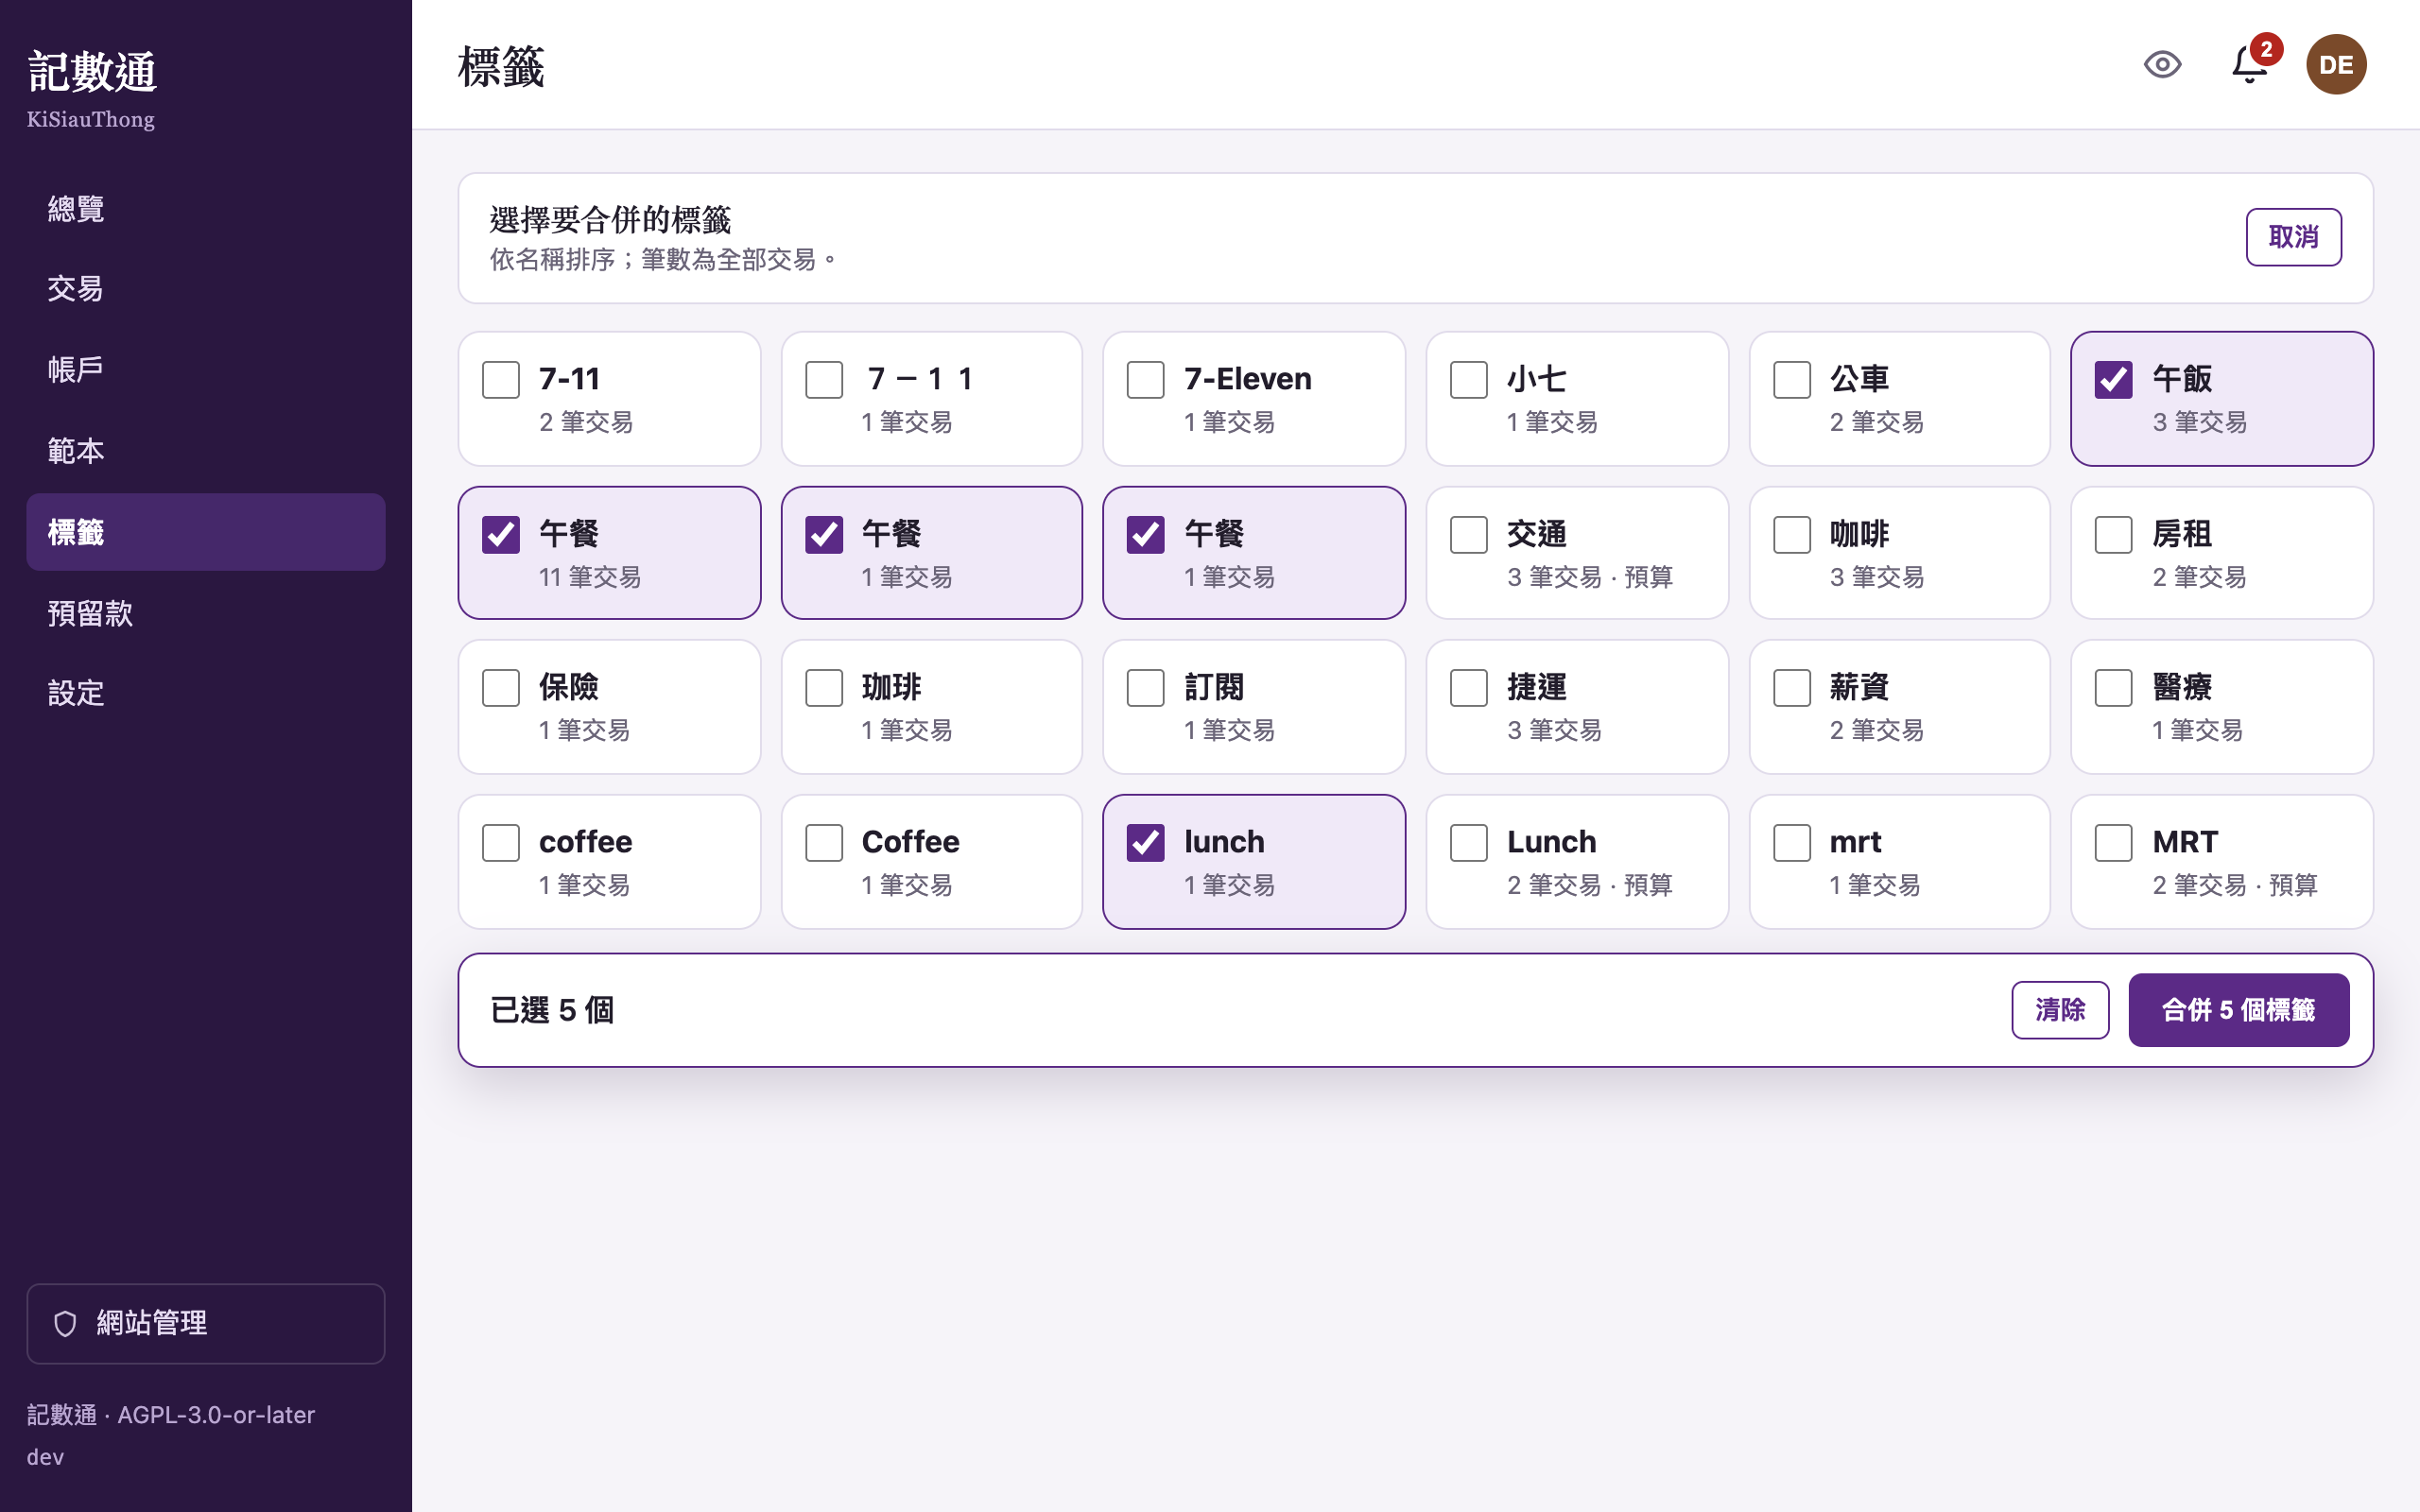 記數通
KiSiauThong
總覽
交易
帳戶
範本
標籤
預留款
設定
網站管理
記數通 · AGPL-3.0-or-later
dev
標籤
2
DE
選擇要合併的標籤
依名稱排序；筆數為全部交易。
取消
7-11
2 筆交易
７－１１
1 筆交易
7-Eleven
1 筆交易
小七
1 筆交易
公車
2 筆交易
午飯
3 筆交易
午餐
11 筆交易
午餐
1 筆交易
午餐
1 筆交易
交通
3 筆交易 · 預算
咖啡
3 筆交易
房租
2 筆交易
保險
1 筆交易
珈琲
1 筆交易
訂閱
1 筆交易
捷運
3 筆交易
薪資
2 筆交易
醫療
1 筆交易
coffee
1 筆交易
Coffee
1 筆交易
lunch
1 筆交易
Lunch
2 筆交易 · 預算
mrt
1 筆交易
MRT
2 筆交易 · 預算
已選 5 個
清除
合併 5 個標籤